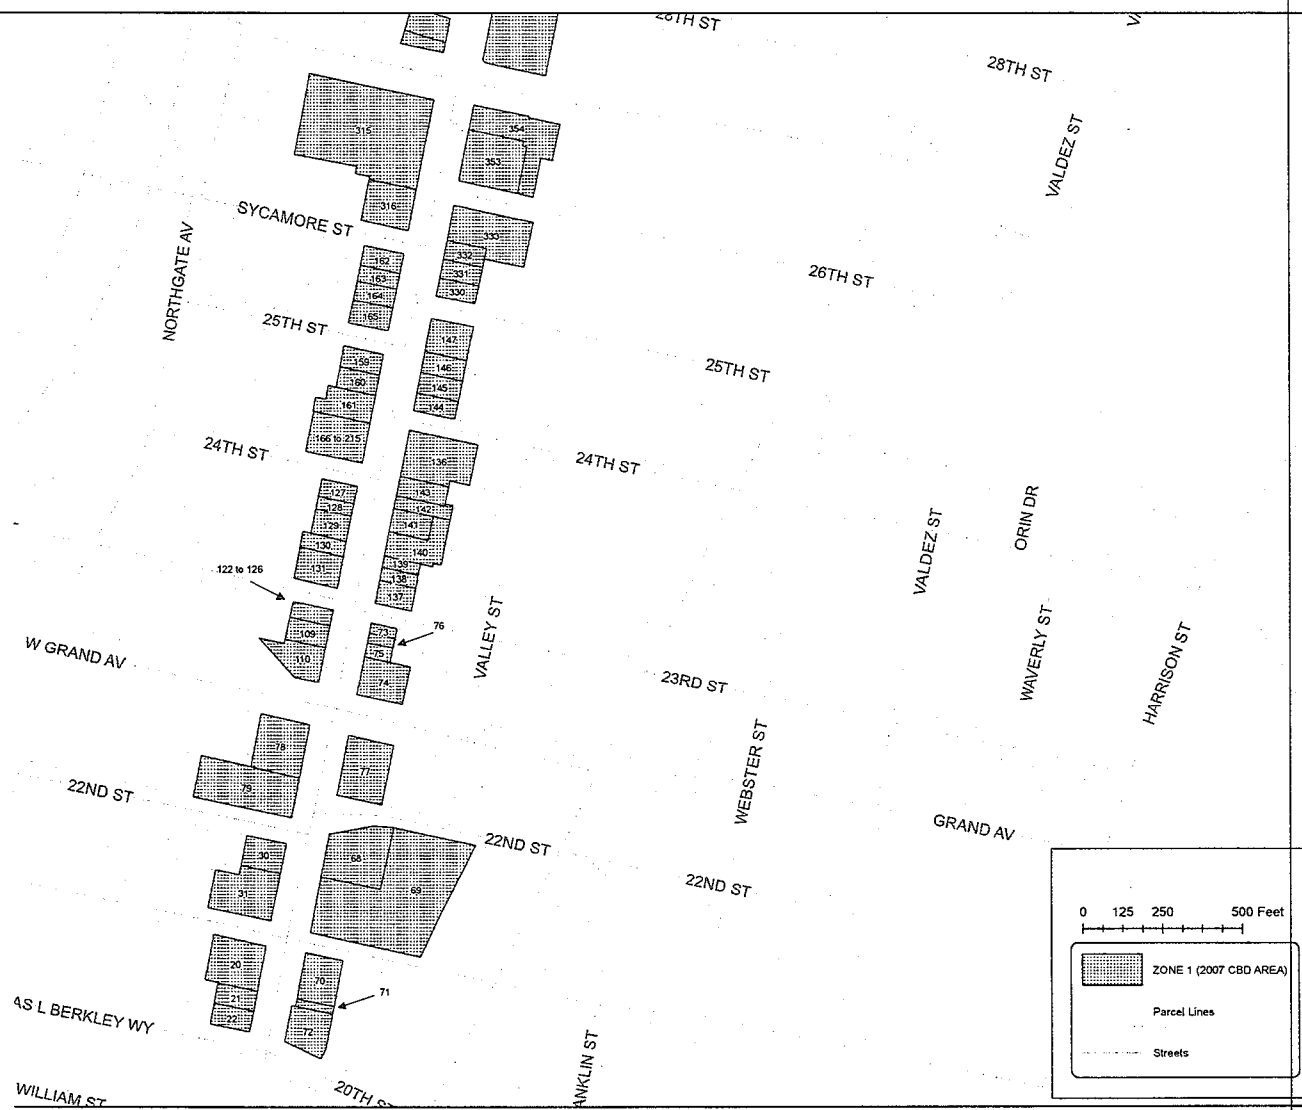 28TH ST
28TH ST
VALDEZ ST
315
354
353
316
SYCAMORE ST
NORTHGATE AV
333
332
331
330
162
163
164
165
26TH ST
25TH ST
147
146
145
144
25TH ST
159
160
161
166 to 215
24TH ST
136
24TH ST
143
142
141
140
139
138
137
127
128
129
130
131
VALDEZ ST
ORIN DR
122 to 126
109
110
73
76
75
74
VALLEY ST
W GRAND AV
23RD ST
WAVERLY ST
HARRISON ST
78
79
77
22ND ST
WEBSTER ST
GRAND AV
30
31
68
69
22ND ST
22ND ST
20
21
22
70
71
72
AS L BERKLEY WY
ANKLIN ST
WILLIAM ST
20TH ST
0 125 250 500 Feet
ZONE 1 (2007 CBD AREA)
Parcel Lines
Streets